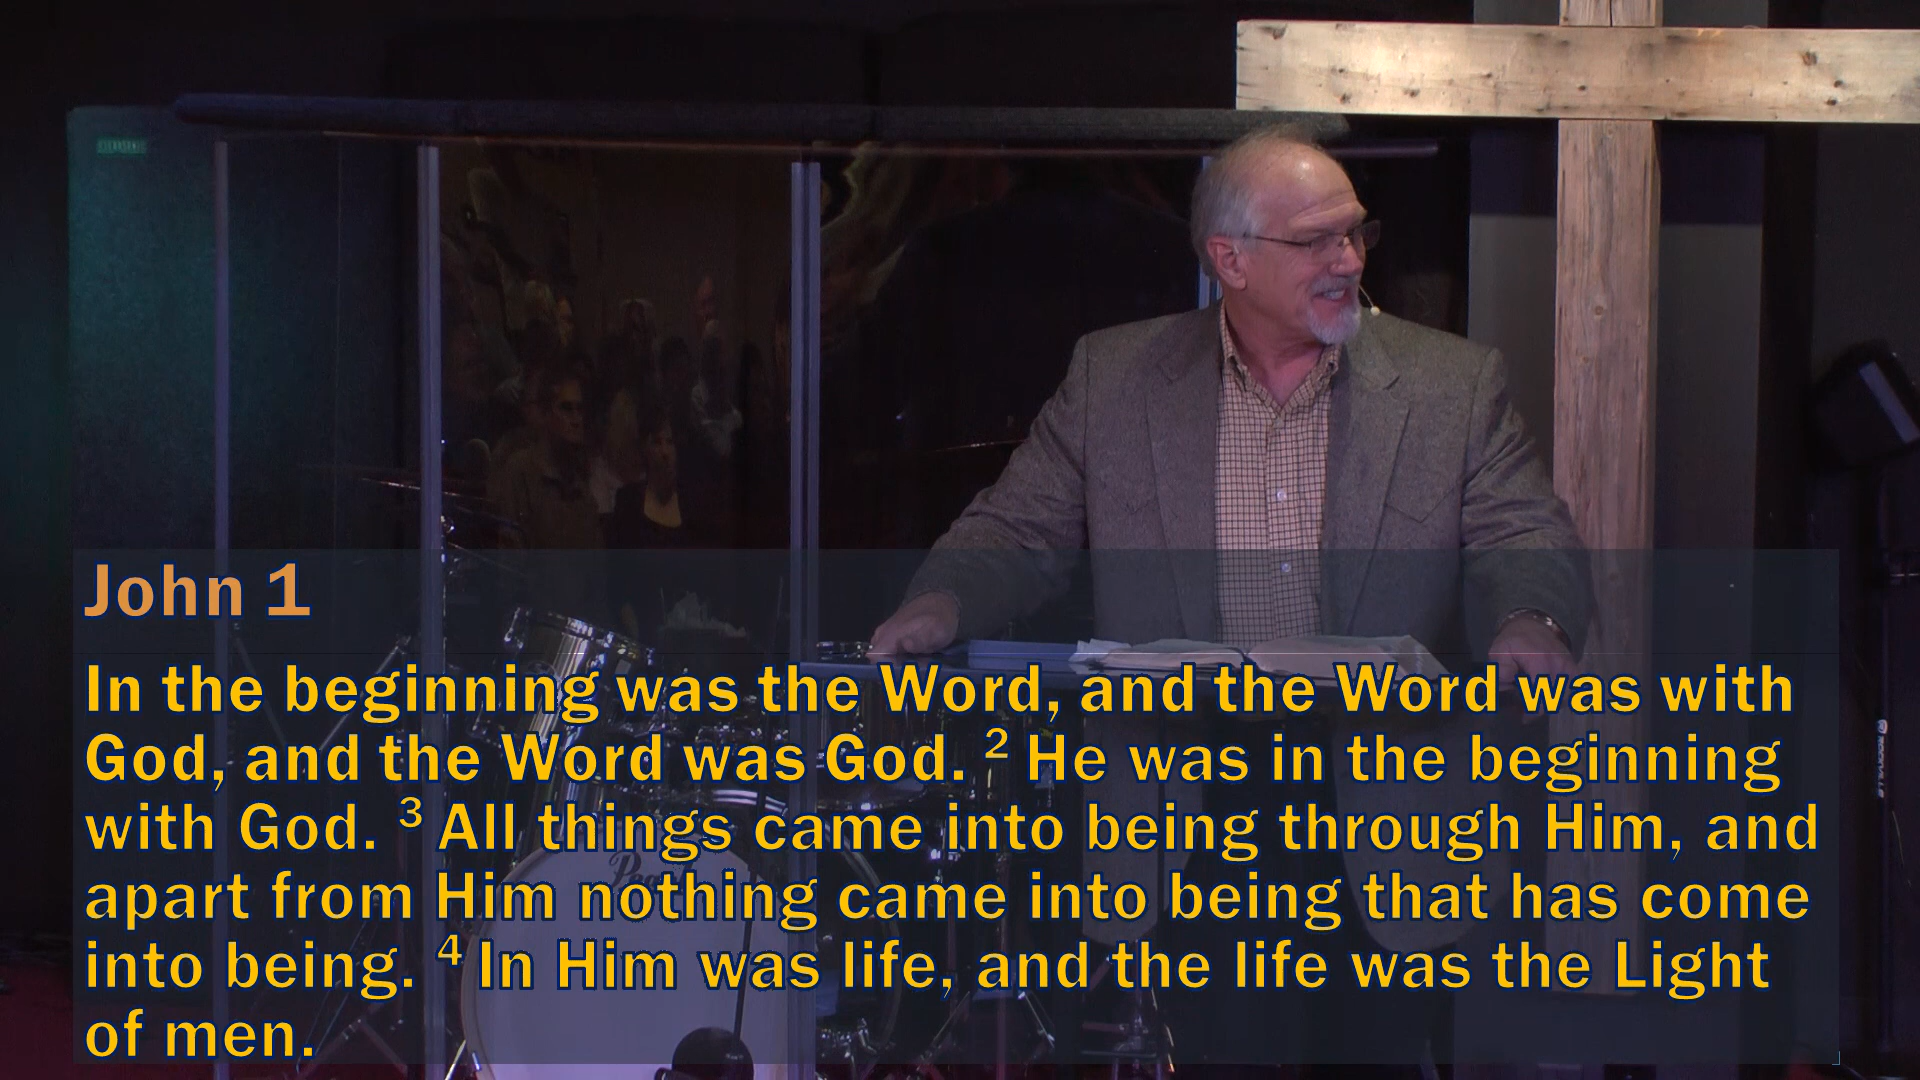 John 1
In the beginning was the Word, and the Word was with
God, and the Word was God. ² He was in the beginning
with God. ³ All things came into being through Him, and
apart from Him nothing came into being that has come
into being. ⁴ In Him was life, and the life was the Light
of men.
Pearl
ROCKVILLE